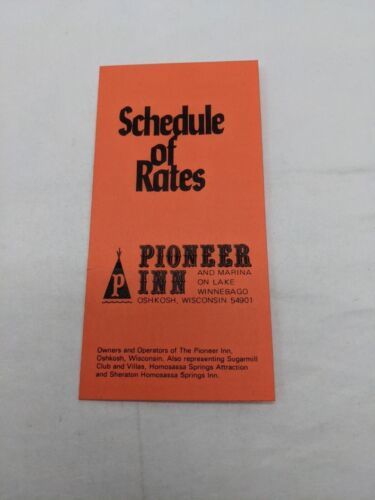 Schedule
of
Rates
PIONEER
INN
AND MARINA
ON LAKE
WINNEBAGO
P
OSHKOSH, WISCONSIN 54901
Owners and Operators of The Pioneer Inn,
Oshkosh, Wisconsin. Also representing Sugarmill
Club and Villas, Homosassa Springs Attraction
and Sheraton Homosassa Springs Inn.